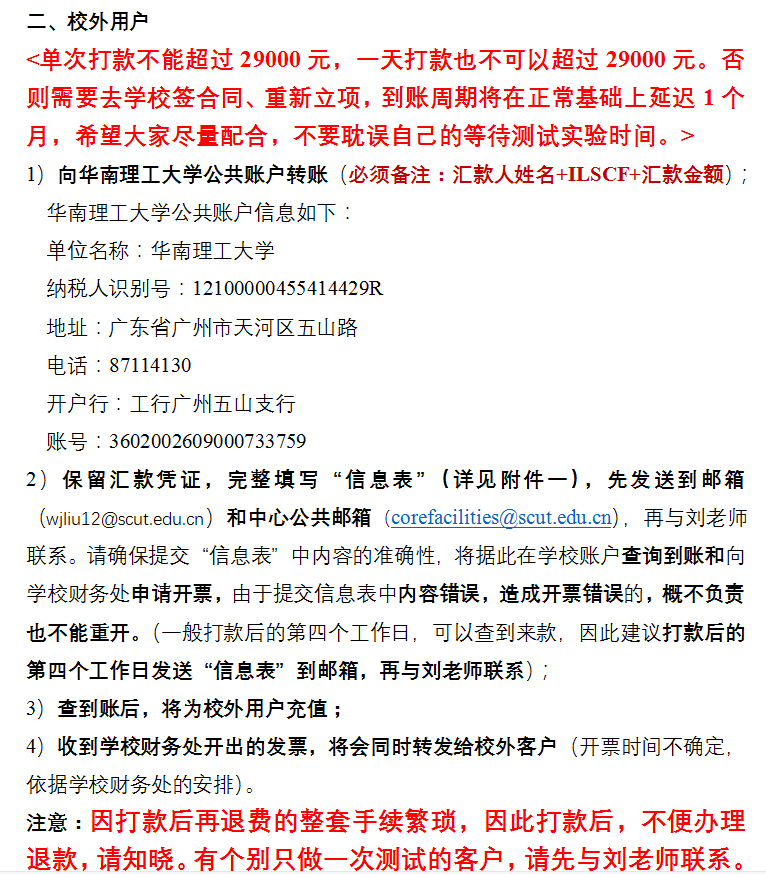 二、校外用户
<单次打款不能超过 29000 元，一天打款也不可以超过 29000 元。否
则需要去学校签合同、重新立项，到账周期将在正常基础上延迟 1 个
月，希望大家尽量配合，不要耽误自己的等待测试实验时间。>
1）向华南理工大学公共账户转账（必须备注：汇款人姓名+ILSCF+汇款金额）；
华南理工大学公共账户信息如下：
单位名称：华南理工大学
纳税人识别号：12100000455414429R
地址：广东省广州市天河区五山路
电话：87114130
开户行：工行广州五山支行
账号：3602002609000733759
2）保留汇款凭证，完整填写“信息表”（详见附件一），先发送到邮箱
（wjliu12@scut.edu.cn）和中心公共邮箱（corefacilities@scut.edu.cn)，再与刘老师
联系。请确保提交“信息表”中内容的准确性，将据此在学校账户查询到账和向
学校财务处申请开票，由于提交信息表中内容错误，造成开票错误的，概不负责
也不能重开。（一般打款后的第四个工作日，可以查到来款，因此建议打款后的
第四个工作日发送“信息表”到邮箱，再与刘老师联系）；
3）查到账后，将为校外用户充值；
4）收到学校财务处开出的发票，将会同时转发给校外客户（开票时间不确定，
依据学校财务处的安排）。
注意：因打款后再退费的整套手续繁琐，因此打款后，不便办理
退款，请知晓。有个别只做一次测试的客户，请先与刘老师联系。